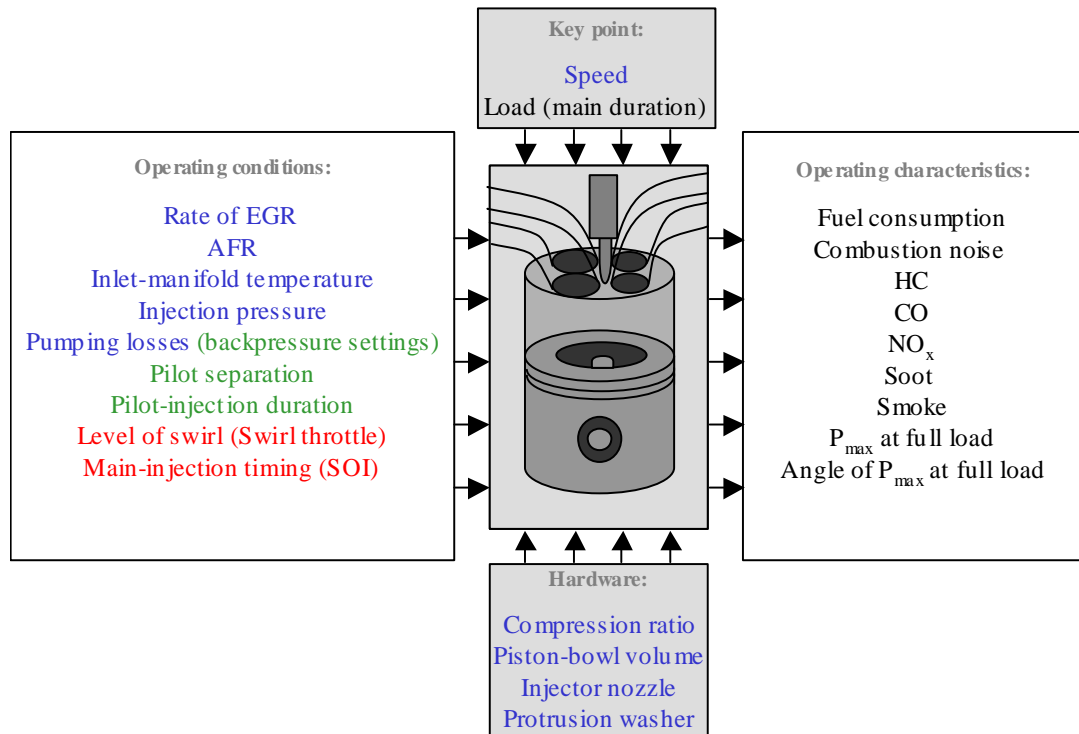 Key point:
Speed
Load (main duration)
Operating conditions:
Rate of EGR
AFR
Inlet-manifold temperature
Injection pressure
Pumping losses (backpressure settings)
Pilot separation
Pilot-injection duration
Level of swirl (Swirl throttle)
Main-injection timing (SOI)
Operating characteristics:
Fuel consumption
Combustion noise
HC
CO
NOx
Soot
Smoke
Pmax at full load
Angle of Pmax at full load
Hardware:
Compression ratio
Piston-bowl volume
Injector nozzle
Protrusion washer